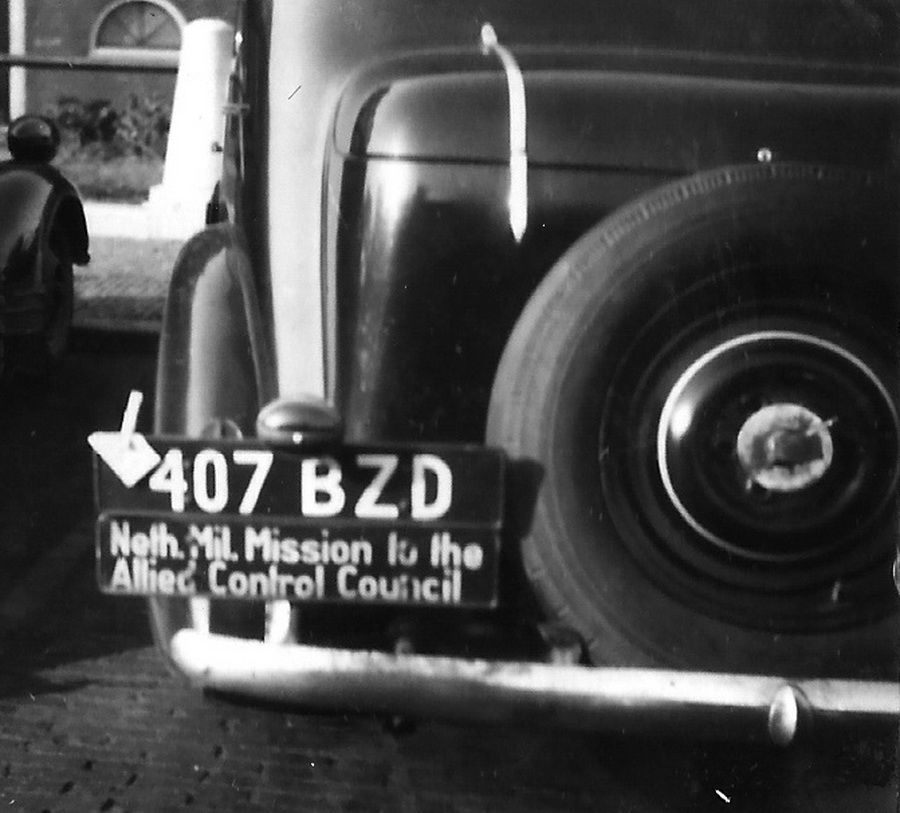 407 BZD
Neth. Mil. Mission to the
Allied Control Council